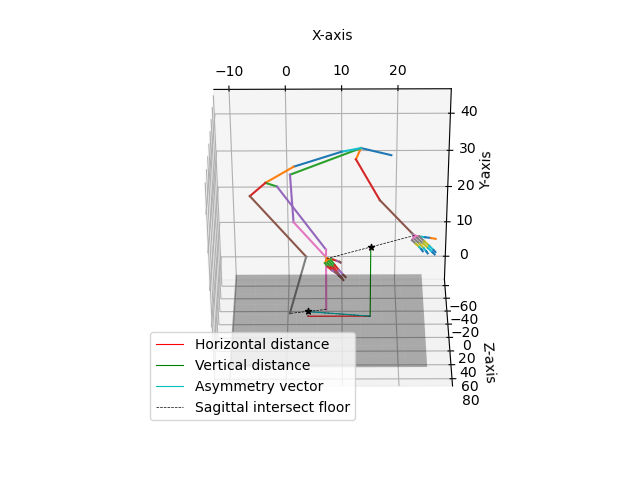 X-axis
−10 0 10 20
40
30
20
10
0
Y-axis
−60
−40
−20
0
20
40
60
80
Z-axis
Horizontal distance
Vertical distance
Asymmetry vector
Sagittal intersect floor